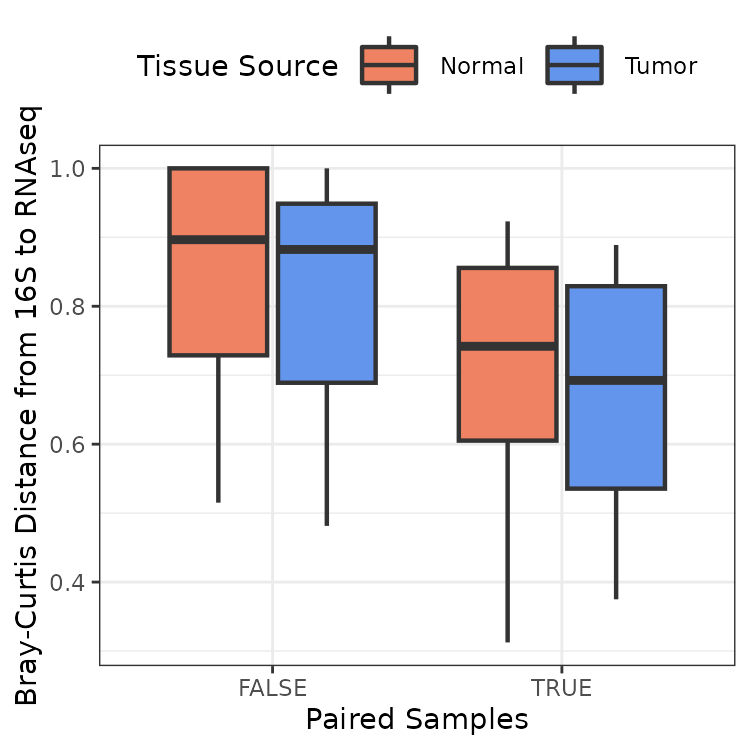 Tissue Source Normal Tumor
Bray-Curtis Distance from 16S to RNAseq
1.0
0.8
0.6
0.4
FALSE TRUE
Paired Samples